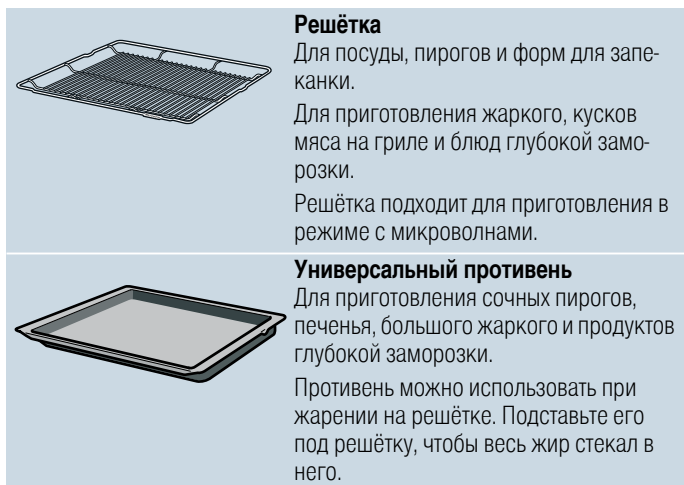 Решётка
Для посуды, пирогов и форм для запе-
канки.
Для приготовления жаркого, кусков
мяса на гриле и блюд глубокой замо-
розки.
Решётка подходит для приготовления в
режиме с микроволнами.
Универсальный противень
Для приготовления сочных пирогов,
печенья, большого жаркого и продуктов
глубокой заморозки.
Противень можно использовать при
жарении на решётке. Подставьте его
под решётку, чтобы весь жир стекал в
него.